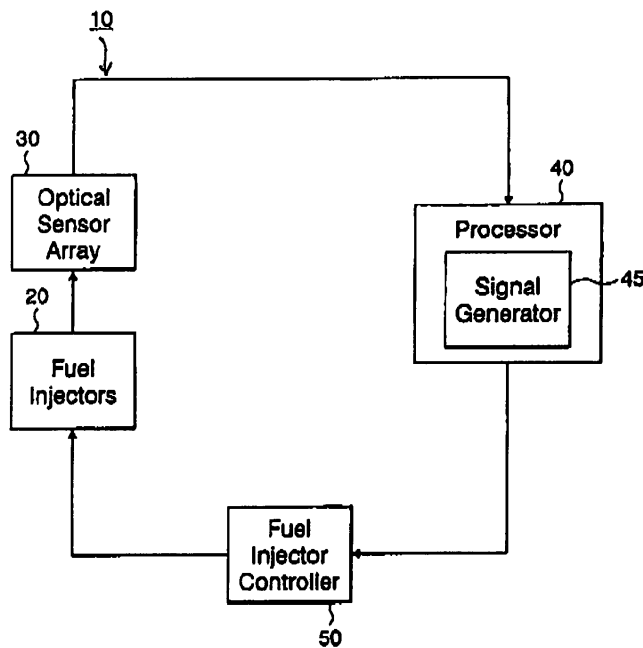 10
30
Optical
Sensor
Array
40
Processor
Signal
Generator
45
20
Fuel
Injectors
Fuel
Injector
Controller
50